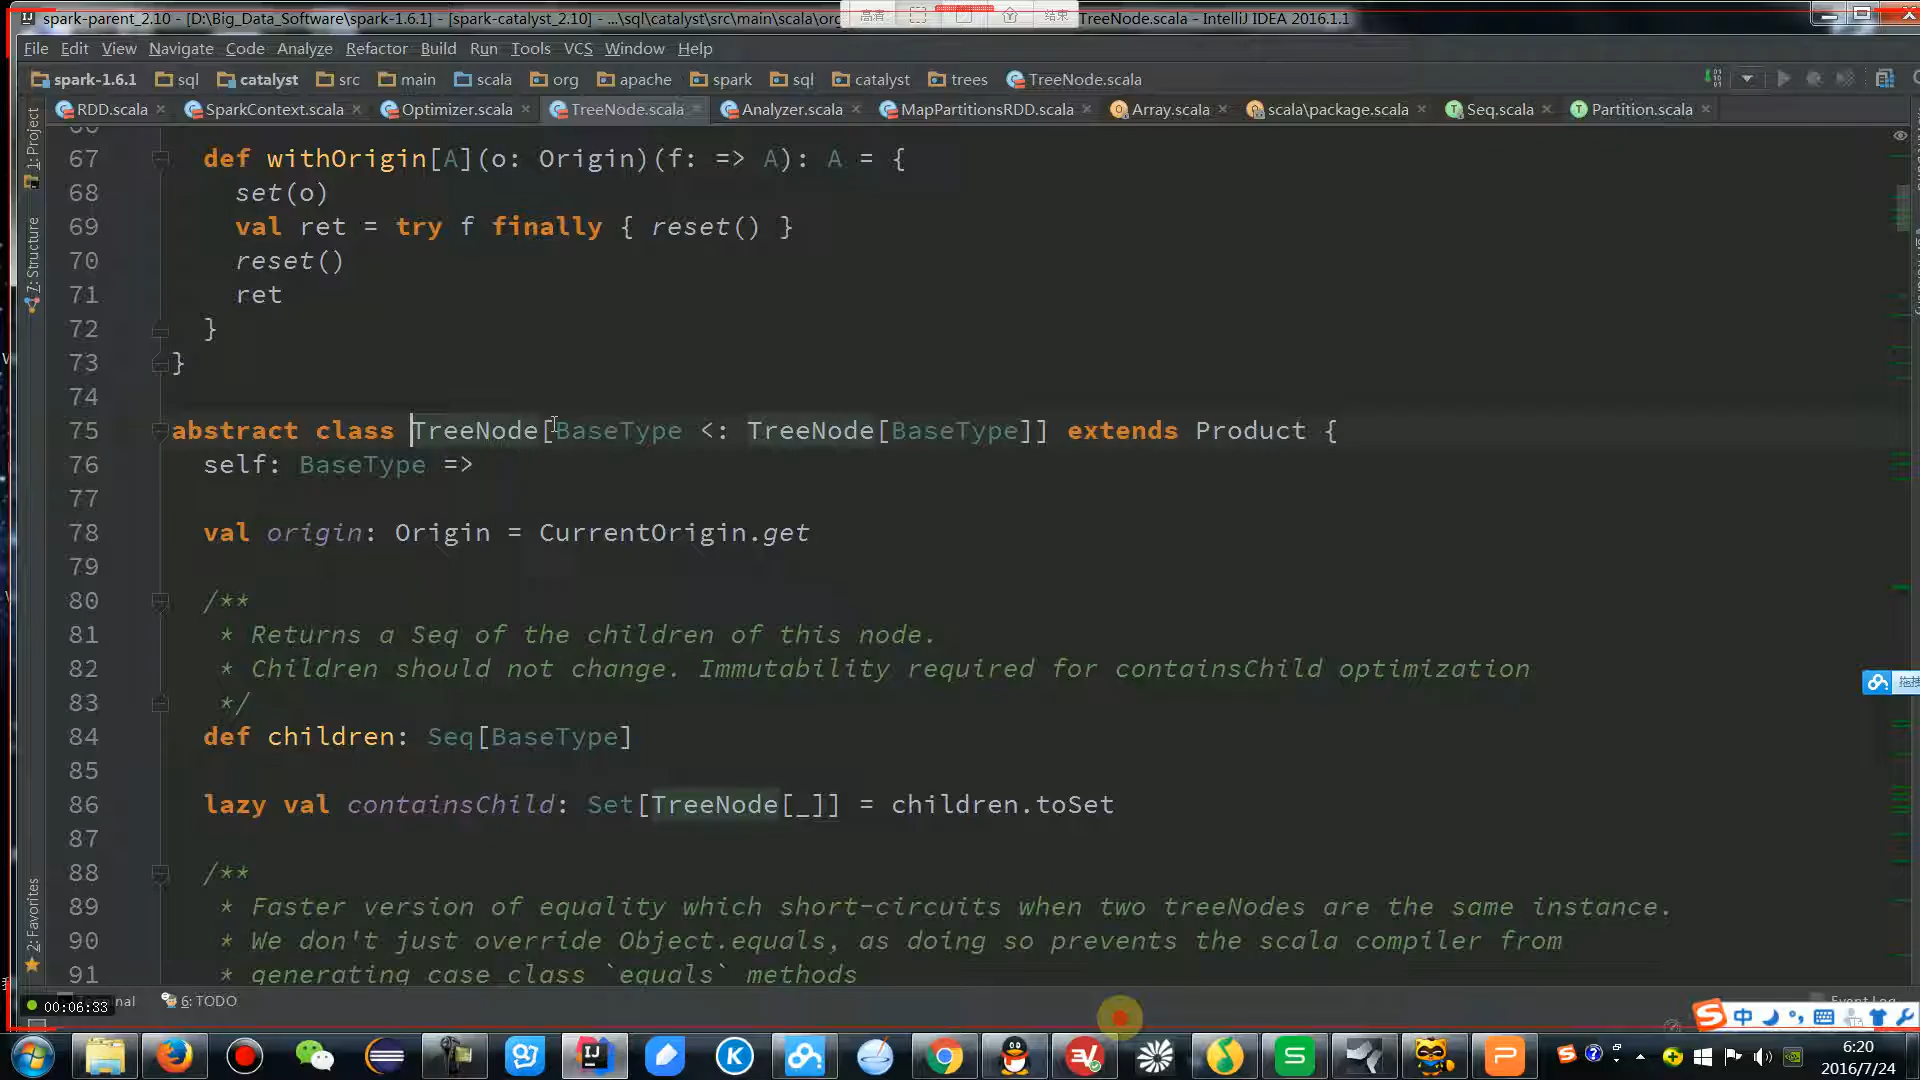 spark-parent_2.10 - [D:\Big_Data_Software\spark-1.6.1] - [spark-catalyst_2.10] - ...\sql\catalyst\src\main\scala\org
高清
结束
TreeNode.scala - IntelliJ IDEA 2016.1.1
File Edit View Navigate Code Analyze Refactor Build Run Tools VCS Window Help
spark-1.6.1 sql catalyst src main scala org apache spark sql catalyst trees TreeNode.scala
RDD.scala SparkContext.scala Optimizer.scala TreeNode.scala Analyzer.scala MapPartitionsRDD.scala Array.scala scala\package.scala Seq.scala Partition.scala
1: Project
7: Structure
2: Favorites
66
67 def withOrigin[A](o: Origin)(f: => A): A = {
68 set(o)
69 val ret = try f finally { reset() }
70 reset()
71 ret
72 }
73 }
74
75 abstract class TreeNode[BaseType <: TreeNode[BaseType]] extends Product {
76 self: BaseType =>
77
78 val origin: Origin = CurrentOrigin.get
79
80 /**
81 * Returns a Seq of the children of this node.
82 * Children should not change. Immutability required for containsChild optimization
83 */
84 def children: Seq[BaseType]
85
86 lazy val containsChild: Set[TreeNode[_]] = children.toSet
87
88 /**
89 * Faster version of equality which short-circuits when two treeNodes are the same instance.
90 * We don't just override Object.equals, as doing so prevents the scala compiler from
91 * generating case class `equals` methods
00:06:33
6: TODO
Event Log
中
6:20
2016/7/24